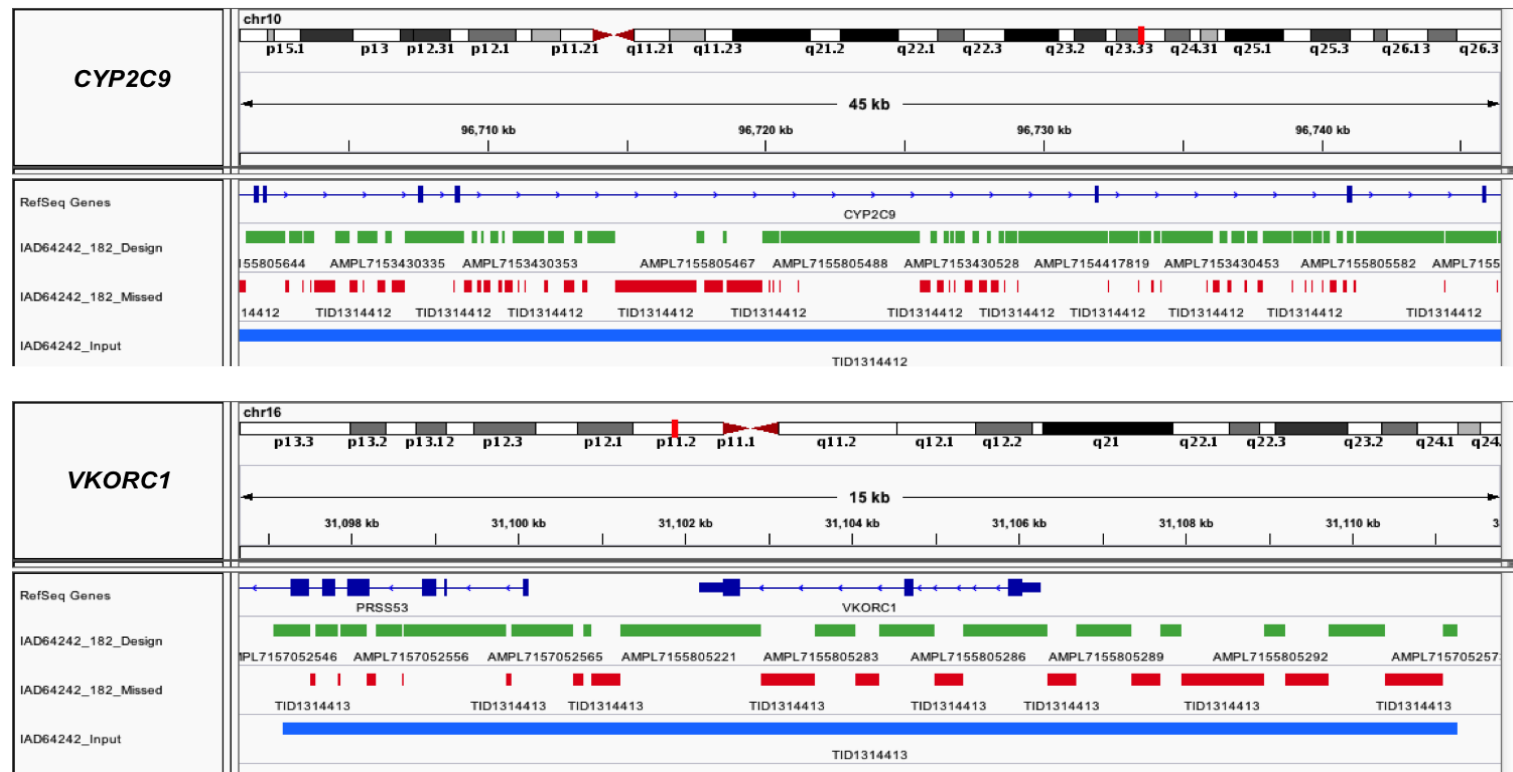 chr10
p15.1 p13 p12.31 p12.1 p11.21 q11.21 q11.23 q21.2 q22.1 q22.3 q23.2 q23.33 q24.31 q25.1 q25.3 q26.13 q26.3
CYP2C9
45 kb
96,710 kb 96,720 kb 96,730 kb 96,740 kb
RefSeq Genes
CYP2C9
IAD64242_182_Design
155805644 AMPL7153430335 AMPL7153430353 AMPL7155805467 AMPL7155805488 AMPL7153430528 AMPL7154417819 AMPL7153430453 AMPL7155805582 AMPL7155
IAD64242_182_Missed
14412 TID1314412 TID1314412 TID1314412 TID1314412 TID1314412 TID1314412 TID1314412 TID1314412 TID1314412 TID1314412 TID1314412
IAD64242_Input
TID1314412
chr16
p13.3 p13.2 p13.12 p12.3 p12.1 p11.2 p11.1 q11.2 q12.1 q12.2 q21 q22.1 q22.3 q23.2 q24.1 q24.
VKORC1
15 kb
31,098 kb 31,100 kb 31,102 kb 31,104 kb 31,106 kb 31,108 kb 31,110 kb 3
RefSeq Genes
PRSS53 VKORC1
IAD64242_182_Design
MPL7157052546 AMPL7157052556 AMPL7157052565 AMPL7155805221 AMPL7155805283 AMPL7155805286 AMPL7155805289 AMPL7155805292 AMPL7157052573
IAD64242_182_Missed
TID1314413 TID1314413 TID1314413 TID1314413 TID1314413 TID1314413 TID1314413 TID1314413
IAD64242_Input
TID1314413